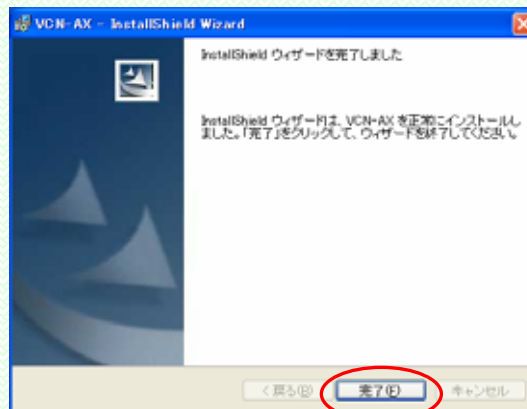 VCN-AX - InstallShield Wizard
InstallShield ウィザードを完了しました
InstallShield ウィザードは、VCN-AX を正常にインストールし
ました。「完了」をクリックして、ウィザードを終了してください。
< 戻る(B)
完了(F)
キャンセル